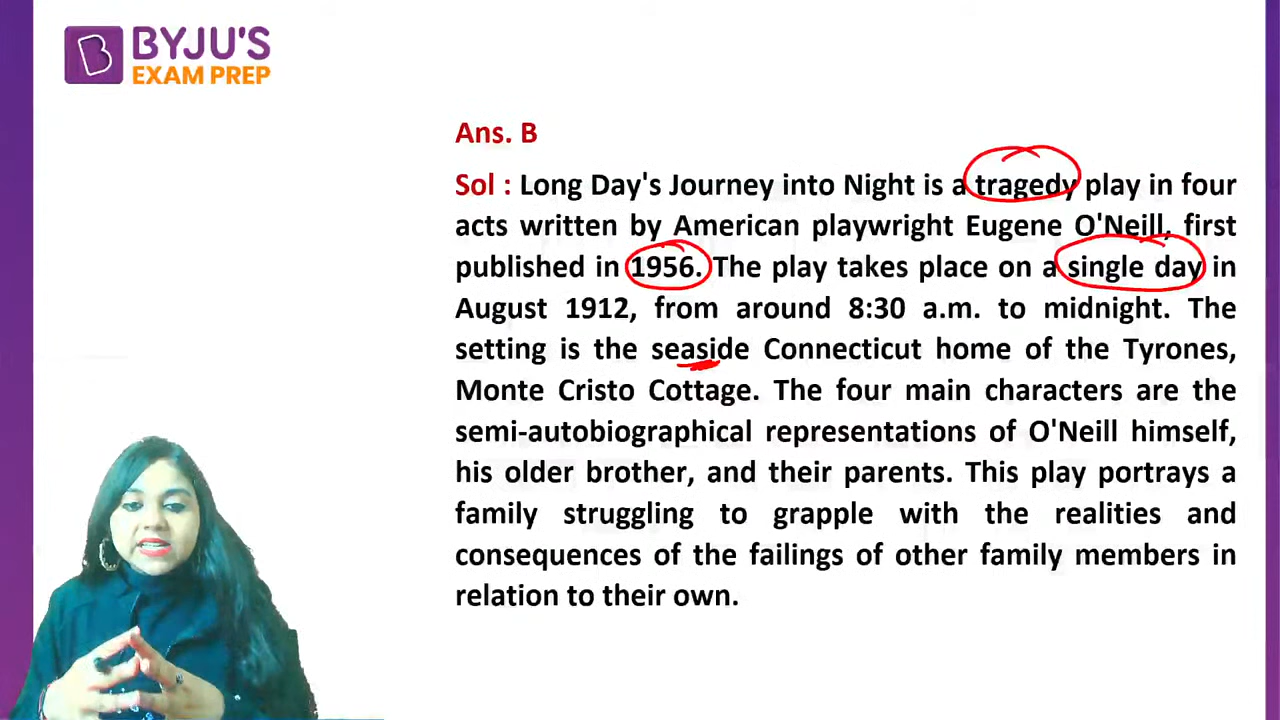 BYJU'S
EXAM PREP
Ans. B
Sol : Long Day's Journey into Night is a tragedy play in four
acts written by American playwright Eugene O'Neill, first
published in 1956. The play takes place on a single day in
August 1912, from around 8:30 a.m. to midnight. The
setting is the seaside Connecticut home of the Tyrones,
Monte Cristo Cottage. The four main characters are the
semi-autobiographical representations of O'Neill himself,
his older brother, and their parents. This play portrays a
family struggling to grapple with the realities and
consequences of the failings of other family members in
relation to their own.